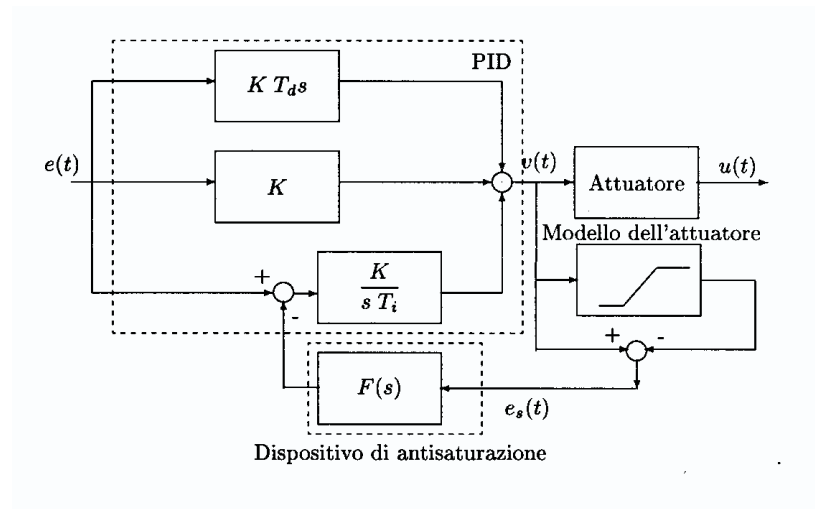 PID
K T_d s
e(t)
K
v(t)
Attuatore
u(t)
Modello dell'attuatore
+
-
K
s T_i
+
-
F(s)
e_s(t)
Dispositivo di antisaturazione